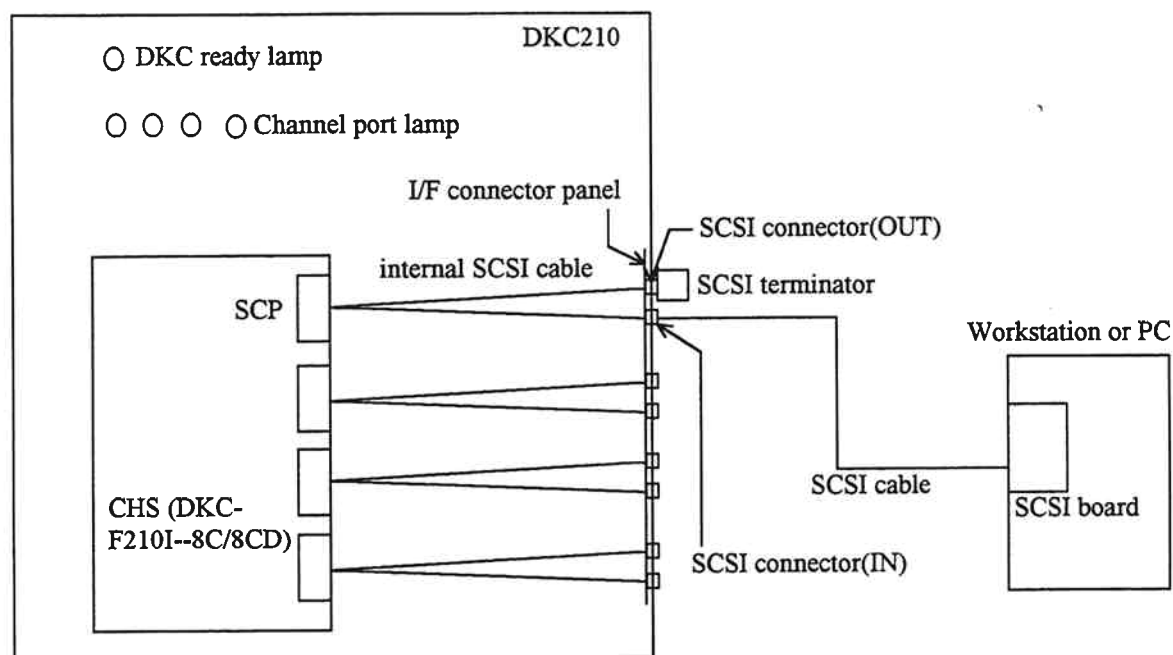 DKC210
DKC ready lamp
Channel port lamp
I/F connector panel
SCSI connector(OUT)
internal SCSI cable
SCSI terminator
SCP
Workstation or PC
SCSI cable
SCSI board
CHS (DKC-
F210I--8C/8CD)
SCSI connector(IN)